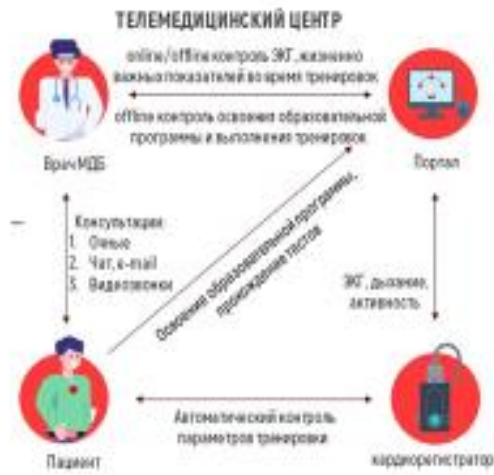 ТЕЛЕМЕДИЦИНСКИЙ ЦЕНТР
online/offline контроль ЭКГ, жизненно
важных показателей во время тренировок
offline контроль освоения образовательной
программы и выполнения тренировок
Врач МДБ
Портал
Консультации
1. Очные
2. Чат, e-mail
3. Видеозвонки
Освоение образовательной программы,
прохождение тестов
ЭКГ, дыхание,
активность
Автоматический контроль
параметров тренировки
Пациент
кардиорегистратор